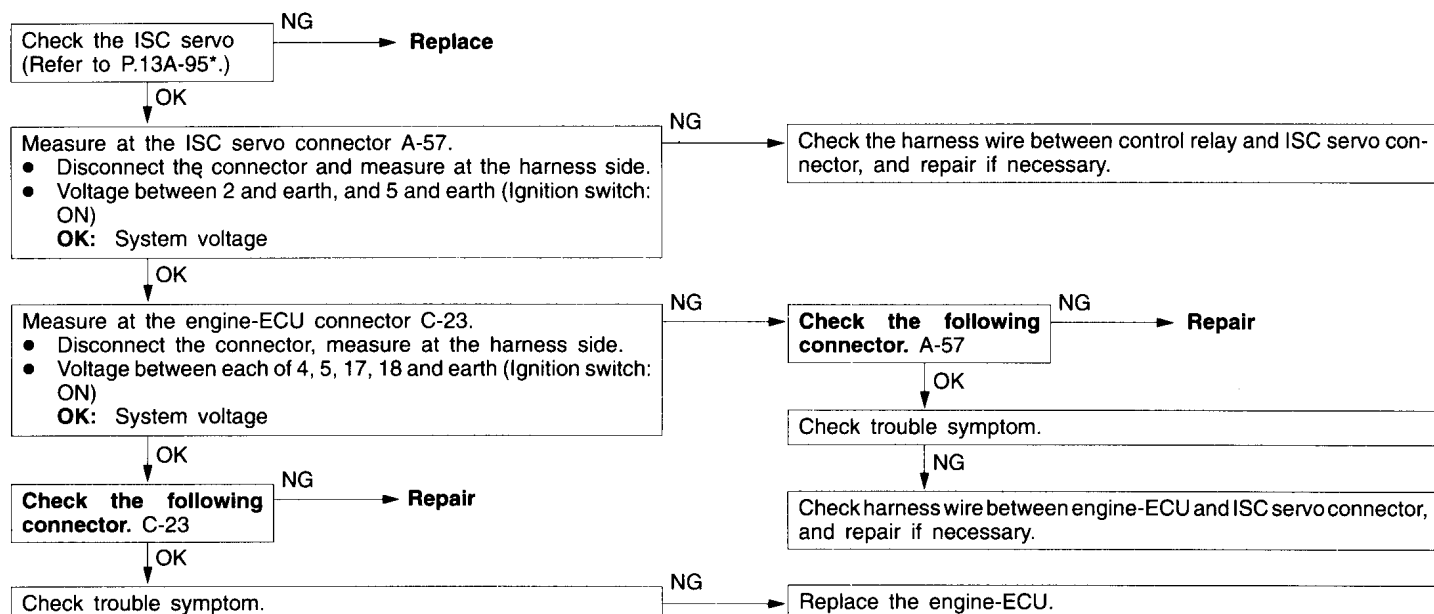 NG
Check the ISC servo
(Refer to P.13A-95*.)
Replace
OK
Measure at the ISC servo connector A-57.
● Disconnect the connector and measure at the harness side.
● Voltage between 2 and earth, and 5 and earth (Ignition switch:
ON)
OK: System voltage
NG
Check the harness wire between control relay and ISC servo con-
nector, and repair if necessary.
OK
Measure at the engine-ECU connector C-23.
● Disconnect the connector, measure at the harness side.
● Voltage between each of 4, 5, 17, 18 and earth (Ignition switch:
ON)
OK: System voltage
NG
Check the following
connector. A-57
NG
Repair
OK
Check trouble symptom.
NG
Check harness wire between engine-ECU and ISC servo connector,
and repair if necessary.
OK
Check the following
connector. C-23
NG
Repair
OK
Check trouble symptom.
NG
Replace the engine-ECU.